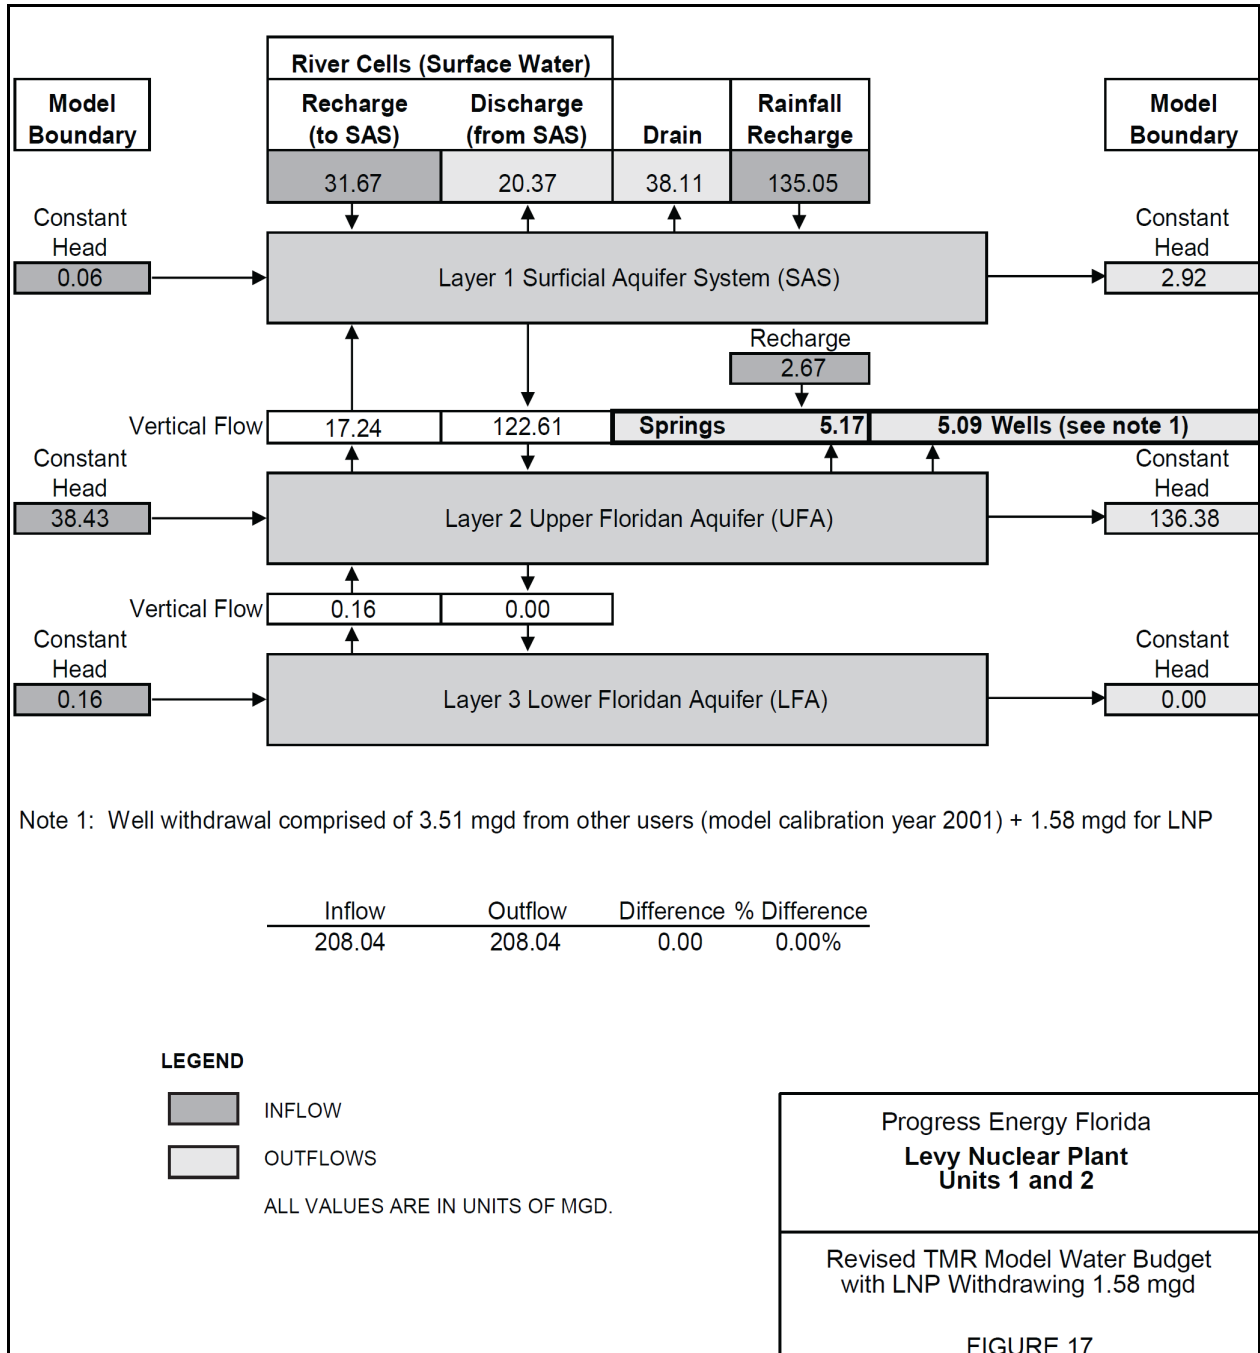 River Cells (Surface Water)
Model
Boundary
Recharge
(to SAS)
Discharge
(from SAS)
Drain
Rainfall
Recharge
Model
Boundary
31.67 20.37 38.11 135.05
Constant
Head
0.06
Layer 1 Surficial Aquifer System (SAS)
Constant
Head
2.92
Recharge
2.67
Vertical Flow 17.24 122.61 Springs 5.17 5.09 Wells (see note 1)
Constant
Head
38.43
Layer 2 Upper Floridan Aquifer (UFA)
Constant
Head
136.38
Vertical Flow 0.16 0.00
Constant
Head
0.16
Layer 3 Lower Floridan Aquifer (LFA)
Constant
Head
0.00
Note 1: Well withdrawal comprised of 3.51 mgd from other users (model calibration year 2001) + 1.58 mgd for LNP
Inflow Outflow Difference % Difference
208.04 208.04 0.00 0.00%
LEGEND
INFLOW
OUTFLOWS
ALL VALUES ARE IN UNITS OF MGD.
Progress Energy Florida
Levy Nuclear Plant
Units 1 and 2
Revised TMR Model Water Budget
with LNP Withdrawing 1.58 mgd
FIGURE 17